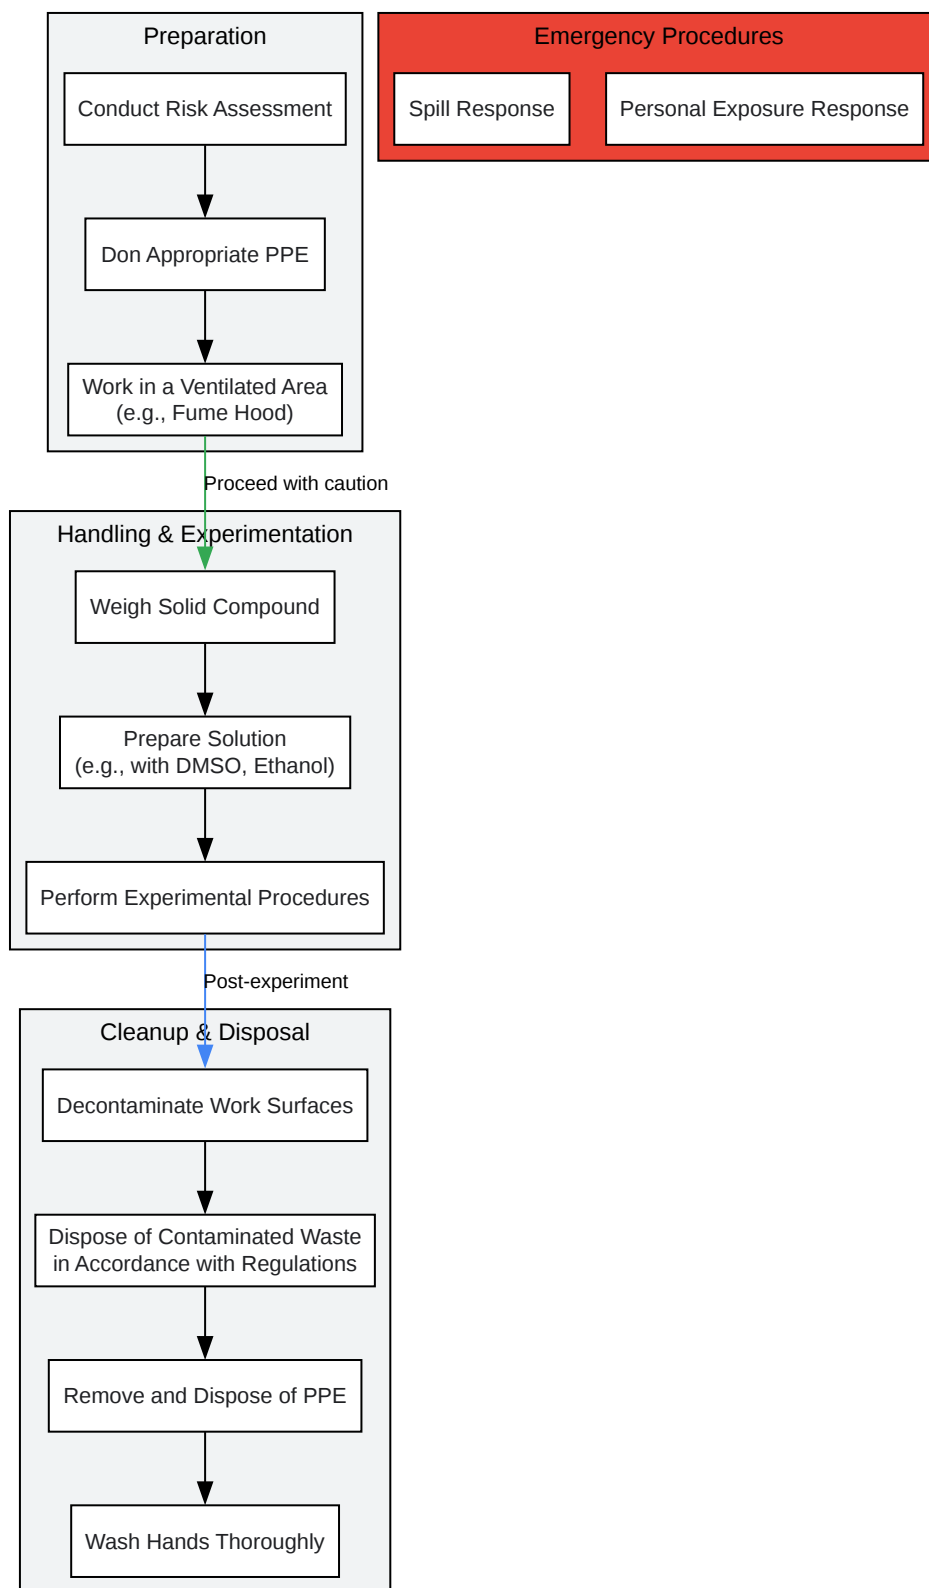 Preparation
Conduct Risk Assessment
Don Appropriate PPE
Work in a Ventilated Area
(e.g., Fume Hood)
Emergency Procedures
Spill Response
Personal Exposure Response
Proceed with caution
Handling & Experimentation
Weigh Solid Compound
Prepare Solution
(e.g., with DMSO, Ethanol)
Perform Experimental Procedures
Post-experiment
Cleanup & Disposal
Decontaminate Work Surfaces
Dispose of Contaminated Waste
in Accordance with Regulations
Remove and Dispose of PPE
Wash Hands Thoroughly